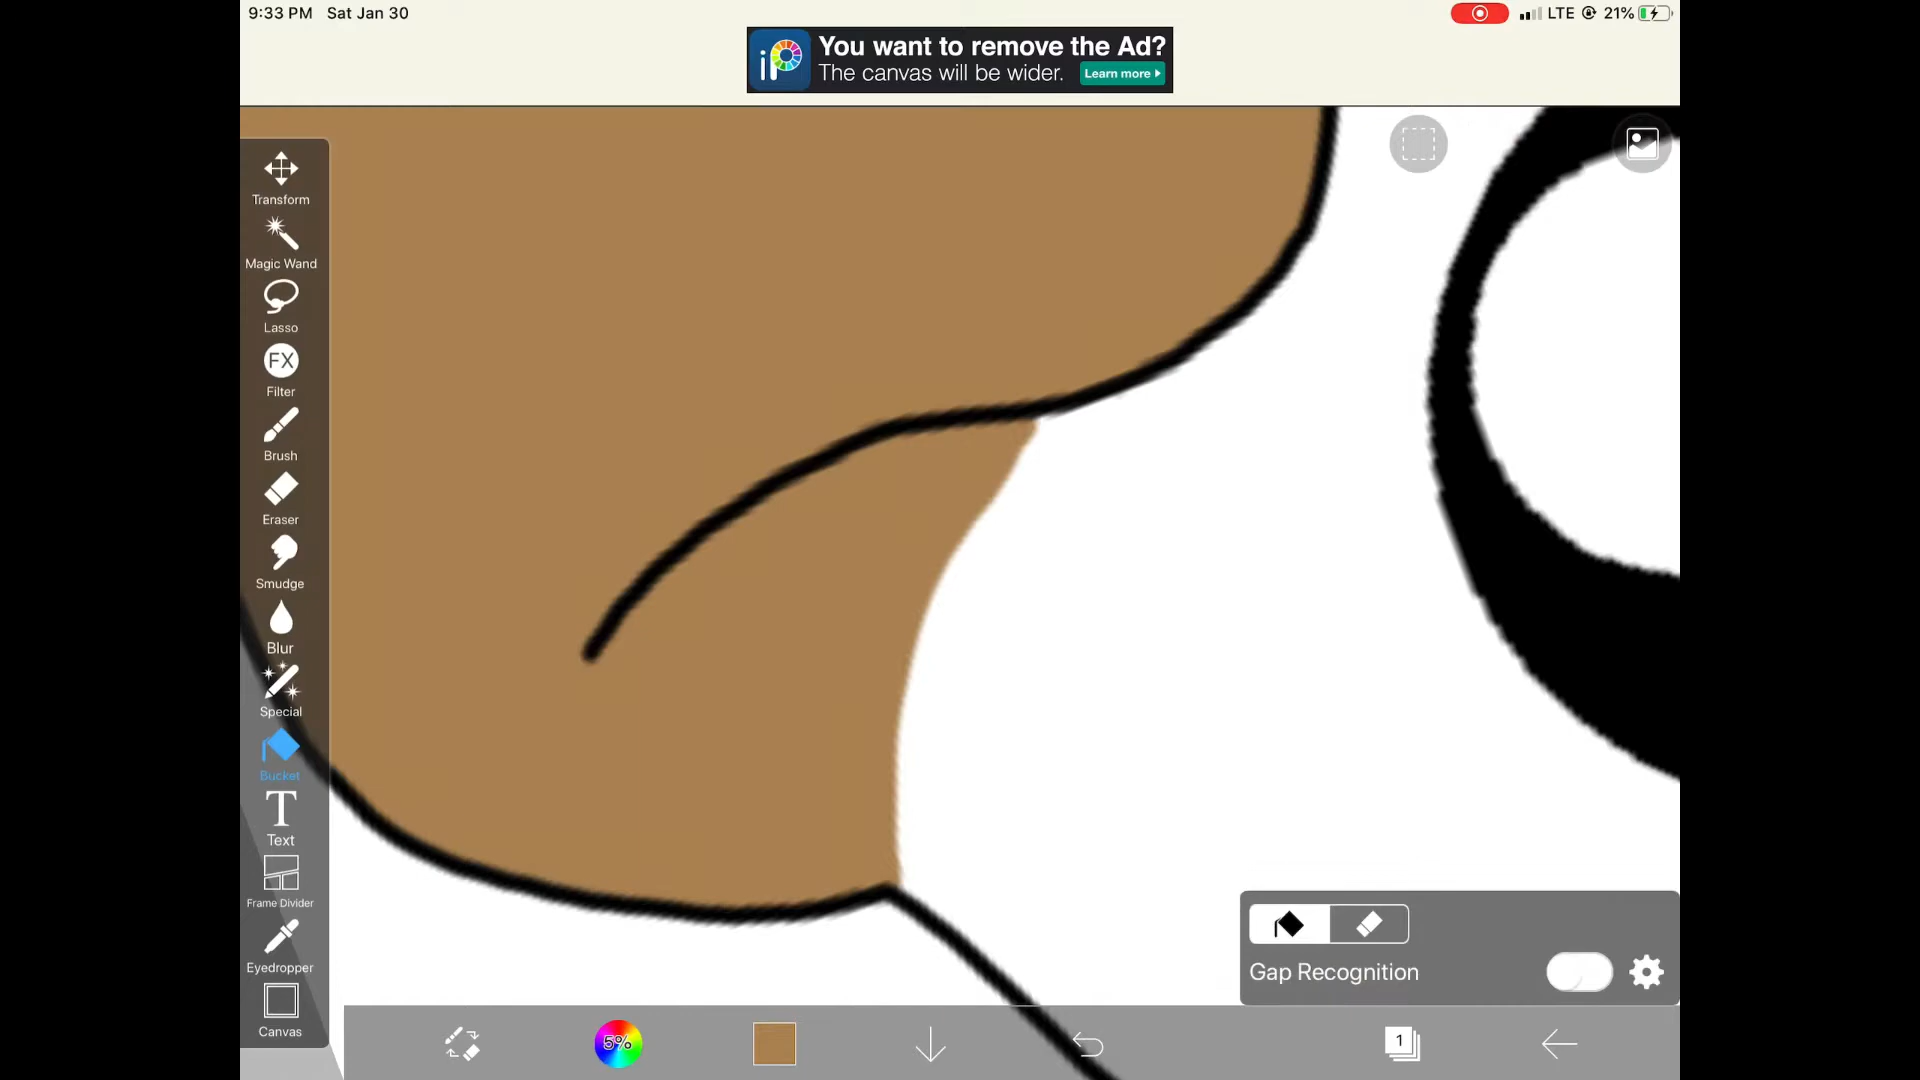 9:33 PM Sat Jan 30
LTE 21%
iP
You want to remove the Ad?
The canvas will be wider.
Learn more
Transform
Magic Wand
Lasso
FX
Filter
Brush
Eraser
Smudge
Blur
Special
Bucket
T
Text
Frame Divider
Eyedropper
Canvas
Gap Recognition
5%
1